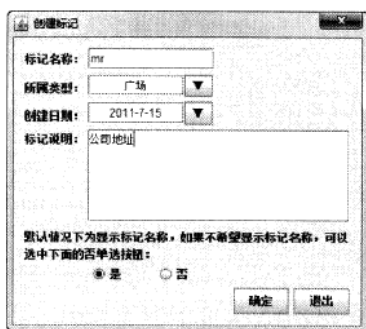 创建标记
标记名称： mr
所属类型： 广场
创建日期： 2011-7-15
标记说明： 公司地址
默认情况下为显示标记名称，如果不希望显示标记名称，可以
选中下面的否单选按钮：
是 否
确定 退出